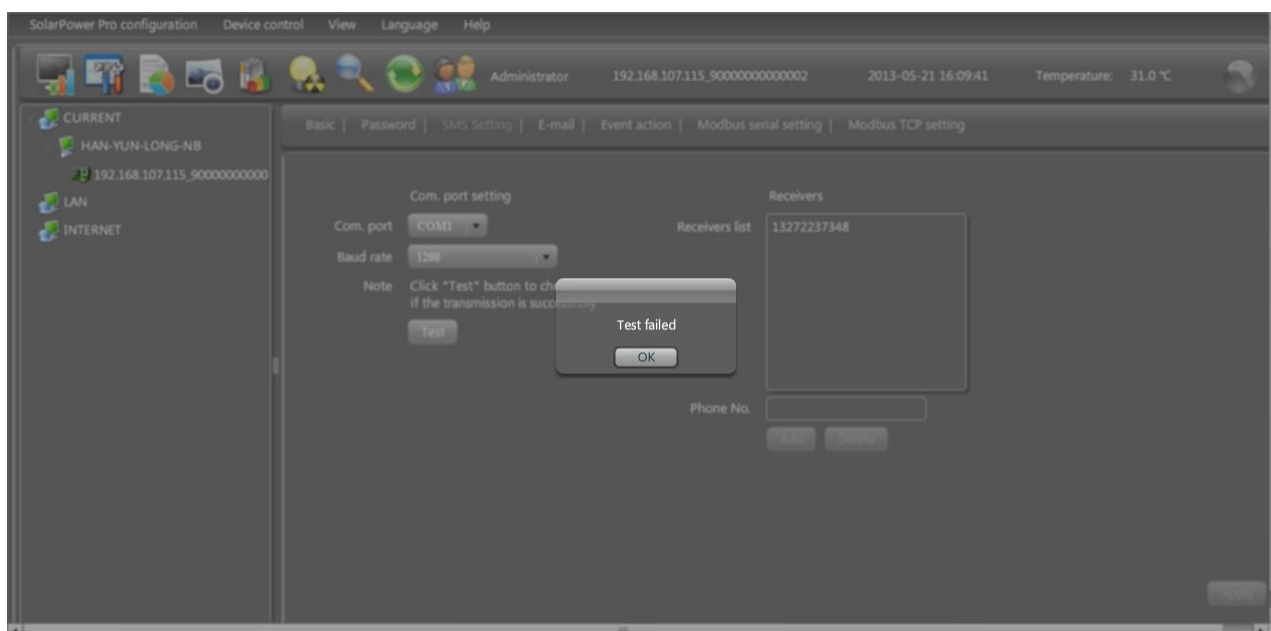 SolarPower Pro configuration Device control View Language Help
Administrator 192.168.107.115_90000000000002 2013-05-21 16:09:41 Temperature: 31.0 ℃
CURRENT
HAN-YUN-LONG-NB
192.168.107.115_90000000000
LAN
INTERNET
Basic | Password | SMS Setting | E-mail | Event action | Modbus serial setting | Modbus TCP setting
Com. port setting
Com. port COM1
Baud rate 1200
Note Click "Test" button to che
if the transmission is successfully
Test
Receivers
Receivers list 13272237348
Phone No.
Add Delete
Test failed
OK
Apply